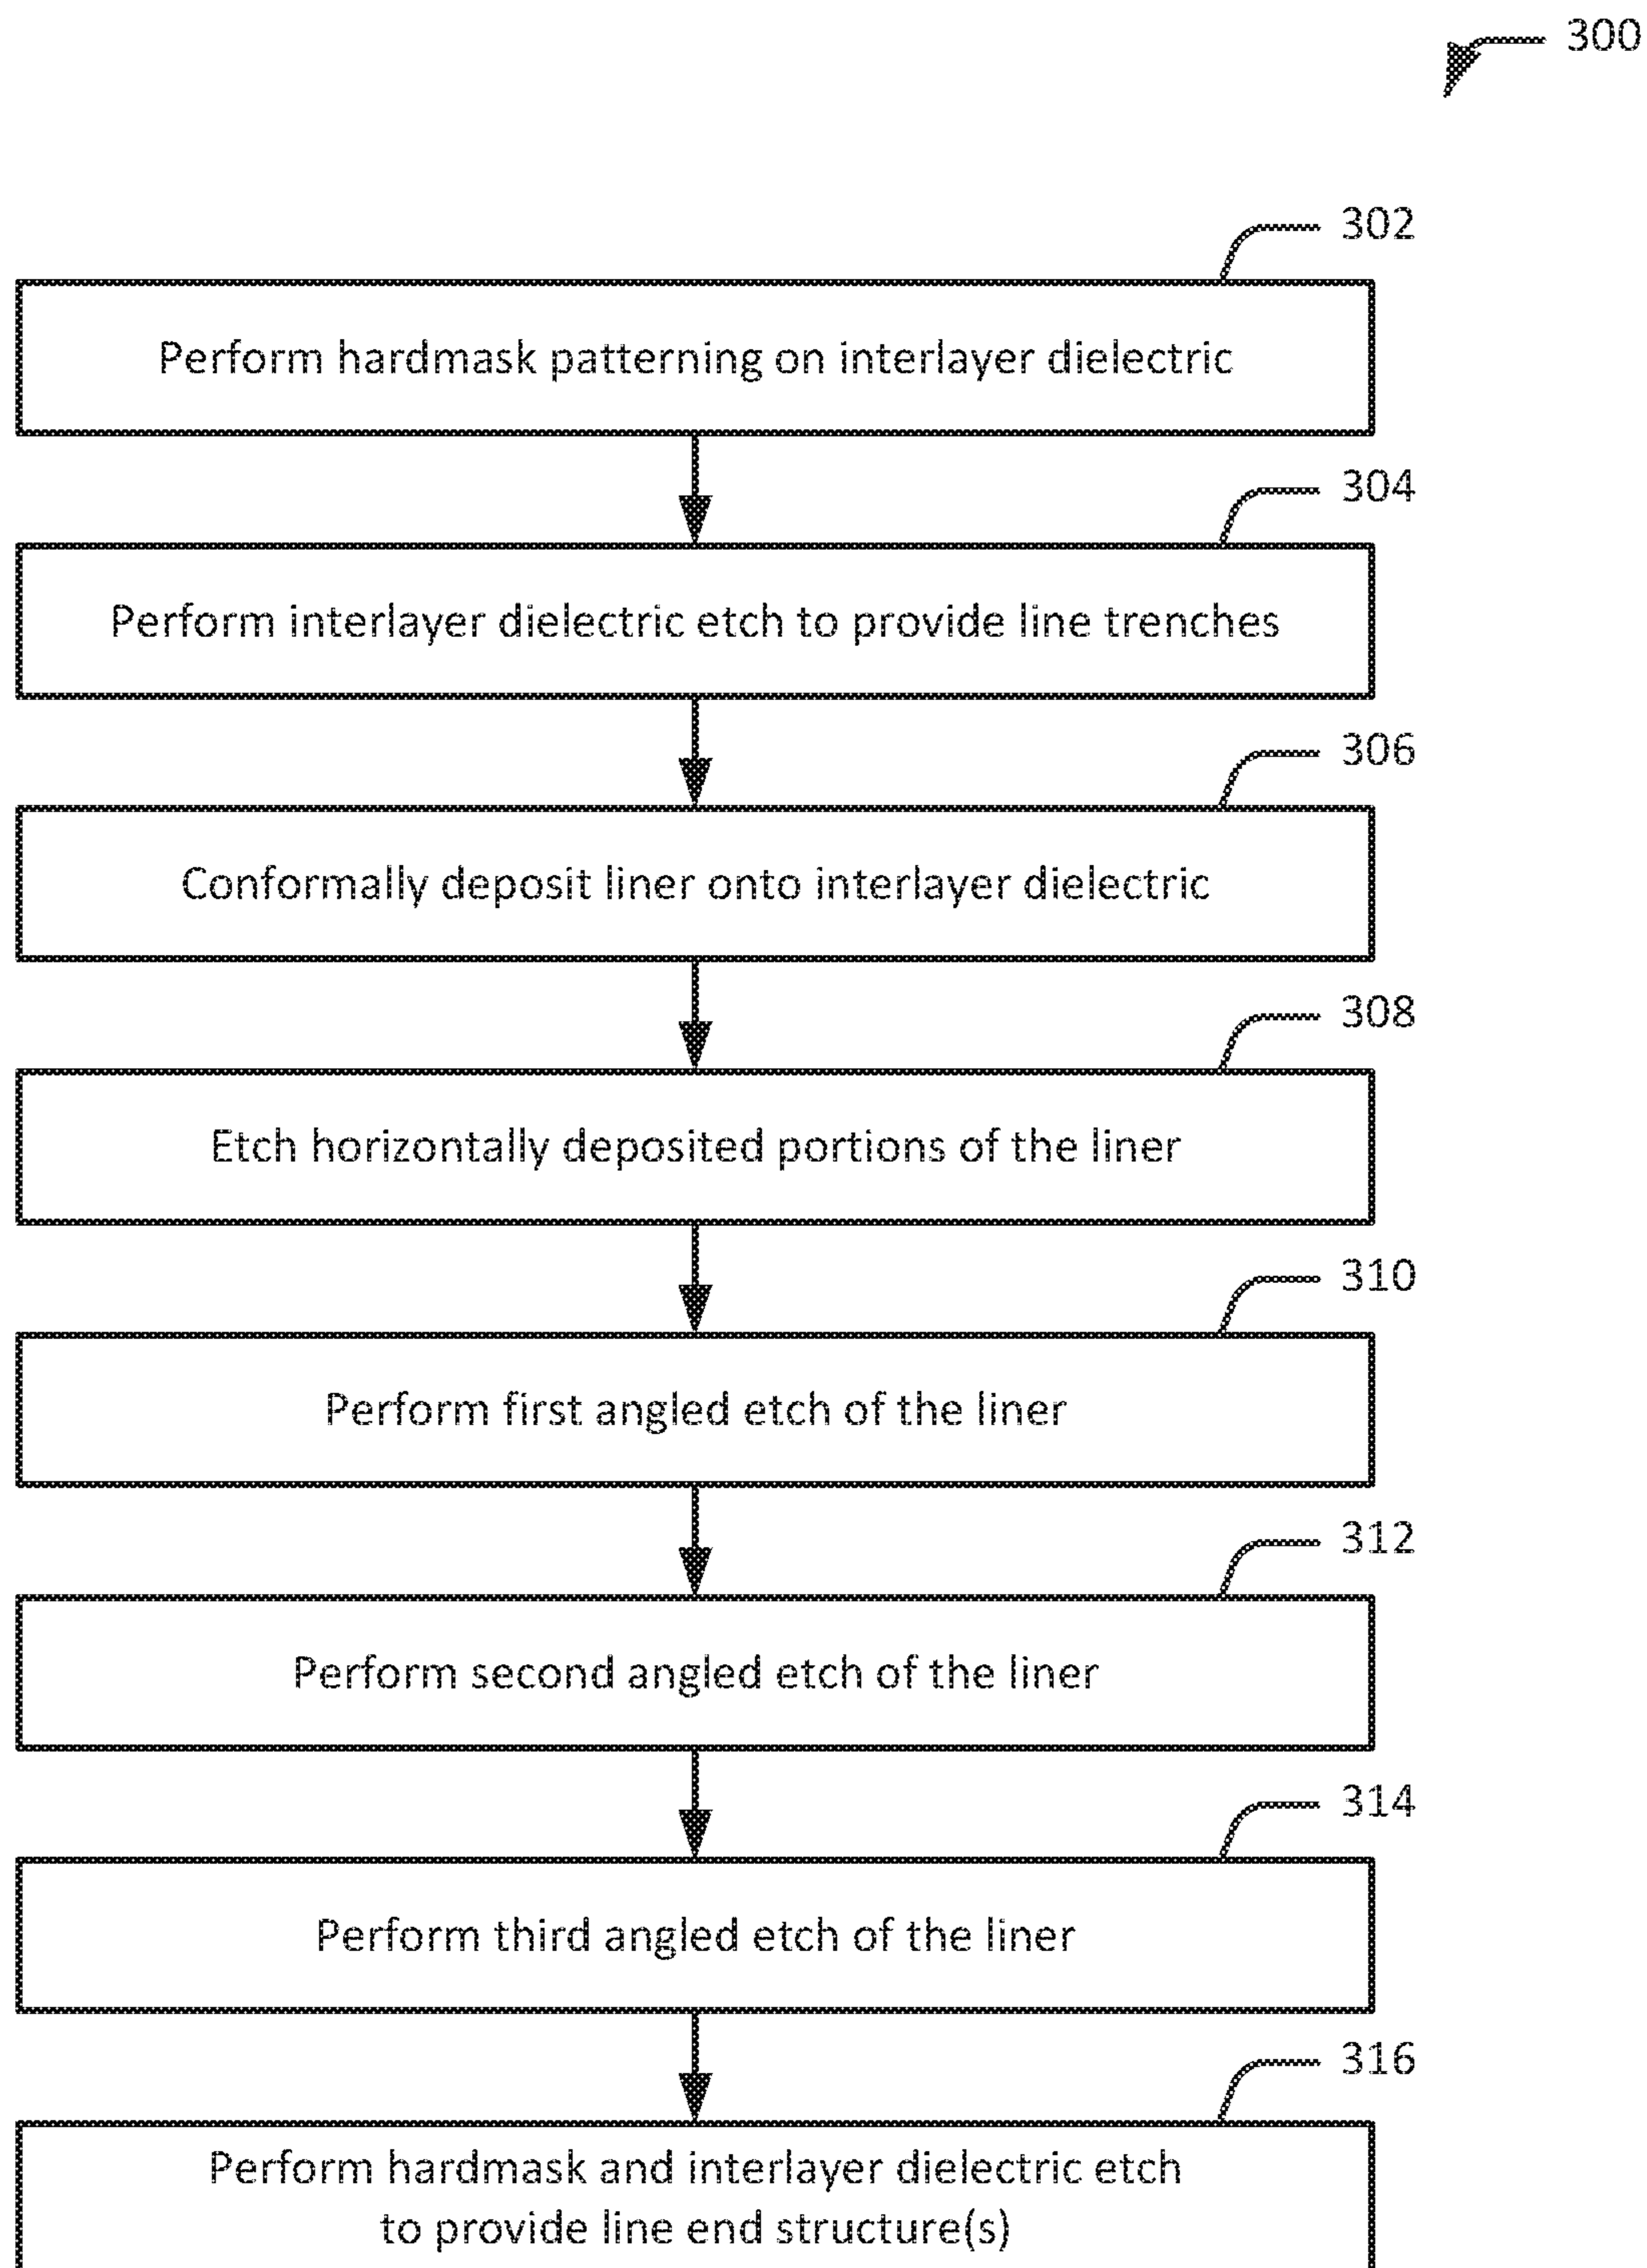 300
302
Perform hardmask patterning on interlayer dielectric
304
Perform interlayer dielectric etch to provide line trenches
306
Conformally deposit liner onto interlayer dielectric
308
Etch horizontally deposited portions of the liner
310
Perform first angled etch of the liner
312
Perform second angled etch of the liner
314
Perform third angled etch of the liner
316
Perform hardmask and interlayer dielectric etch
to provide line end structure(s)